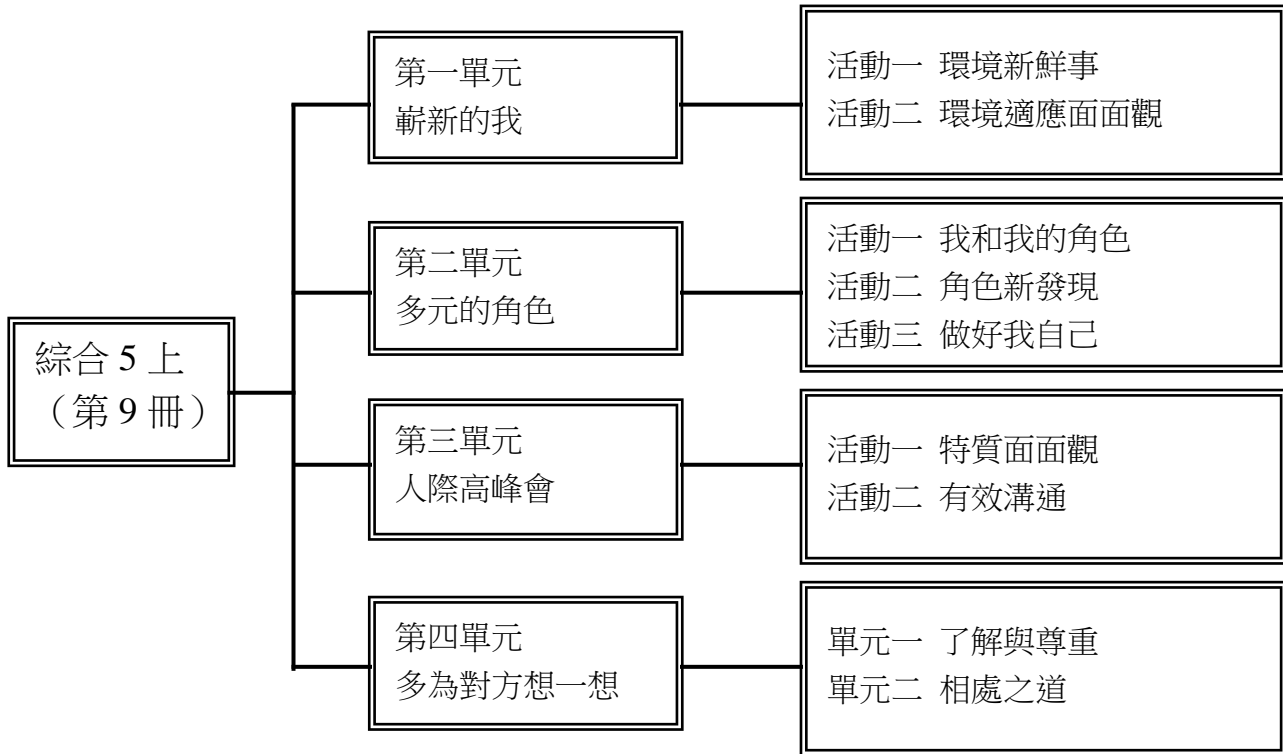 綜合 5 上
（第 9 冊）
第一單元
嶄新的我
活動一 環境新鮮事
活動二 環境適應面面觀
第二單元
多元的角色
活動一 我和我的角色
活動二 角色新發現
活動三 做好我自己
第三單元
人際高峰會
活動一 特質面面觀
活動二 有效溝通
第四單元
多為對方想一想
單元一 了解與尊重
單元二 相處之道